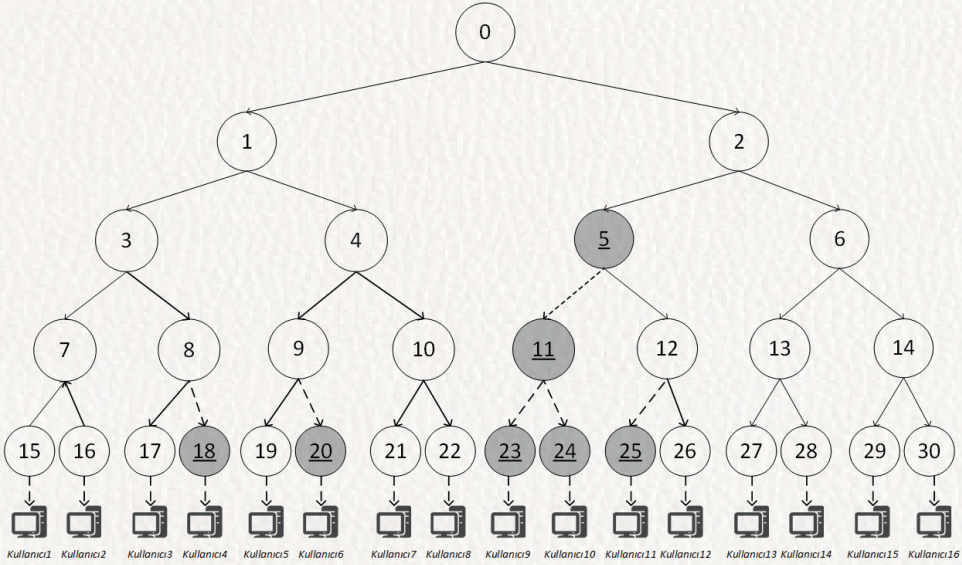 0
1 2
3 4 5 6
7 8 9 10 11 12 13 14
15 16 17 18 19 20 21 22 23 24 25 26 27 28 29 30
Kullanıcı1 Kullanıcı2 Kullanıcı3 Kullanıcı4 Kullanıcı5 Kullanıcı6 Kullanıcı7 Kullanıcı8 Kullanıcı9 Kullanıcı10 Kullanıcı11 Kullanıcı12 Kullanıcı13 Kullanıcı14 Kullanıcı15 Kullanıcı16